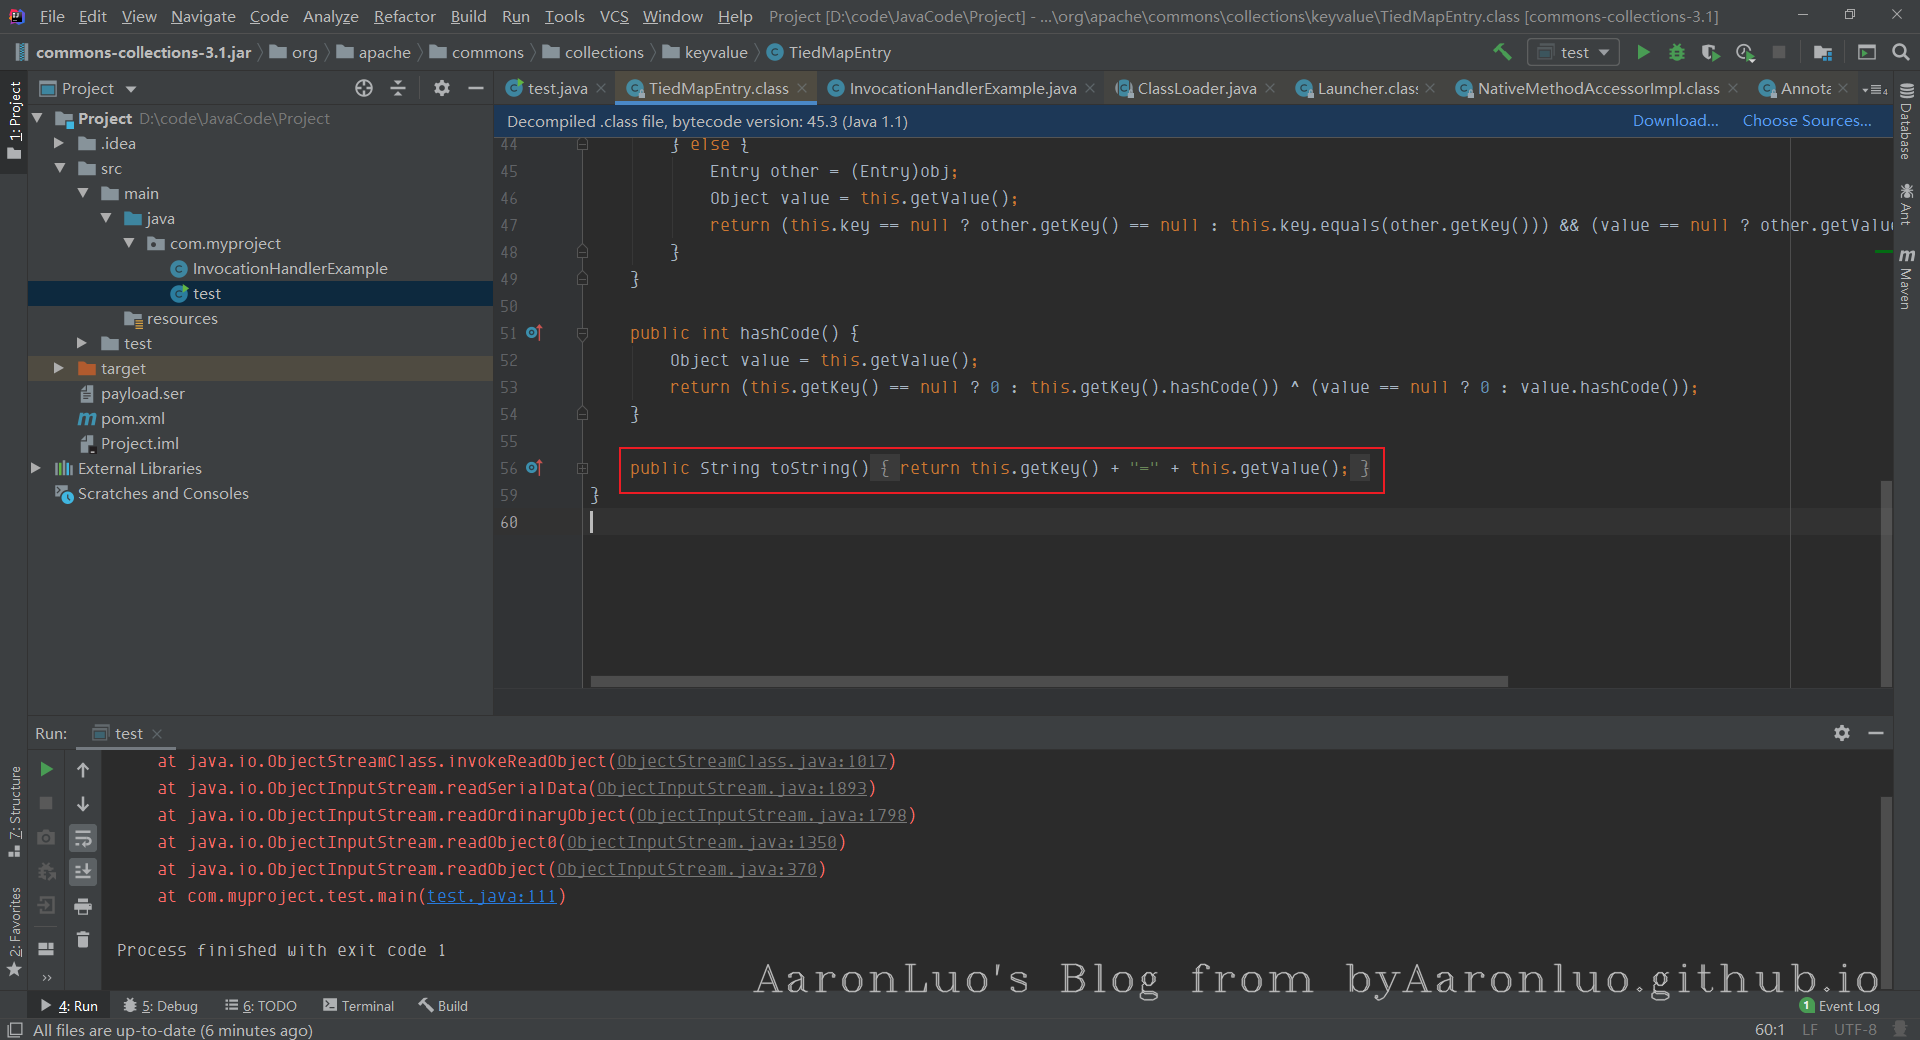 File Edit View Navigate Code Analyze Refactor Build Run Tools VCS Window Help Project [D:\code\JavaCode\Project] - ...\org\apache\commons\collections\keyvalue\TiedMapEntry.class [commons-collections-3.1]
commons-collections-3.1.jar org apache commons collections keyvalue TiedMapEntry test
1: Project
Project
test.java TiedMapEntry.class InvocationHandlerExample.java ClassLoader.java Launcher.class NativeMethodAccessorImpl.class Annota 4
Decompiled .class file, bytecode version: 45.3 (Java 1.1) Download... Choose Sources...
Project D:\code\JavaCode\Project
.idea
src
main
java
com.myproject
InvocationHandlerExample
test
resources
test
target
payload.ser
pom.xml
Project.iml
External Libraries
Scratches and Consoles
44 } else {
45 Entry other = (Entry)obj;
46 Object value = this.getValue();
47 return (this.key == null ? other.getKey() == null : this.key.equals(other.getKey())) && (value == null ? other.getValu
48 }
49 }
50
51 public int hashCode() {
52 Object value = this.getValue();
53 return (this.getKey() == null ? 0 : this.getKey().hashCode()) ^ (value == null ? 0 : value.hashCode());
54 }
55
56 public String toString() { return this.getKey() + "=" + this.getValue(); }
59 }
60
Database
Ant
Maven
Run: test
at java.io.ObjectStreamClass.invokeReadObject(ObjectStreamClass.java:1017)
at java.io.ObjectInputStream.readSerialData(ObjectInputStream.java:1893)
at java.io.ObjectInputStream.readOrdinaryObject(ObjectInputStream.java:1798)
at java.io.ObjectInputStream.readObject0(ObjectInputStream.java:1350)
at java.io.ObjectInputStream.readObject(ObjectInputStream.java:370)
at com.myproject.test.main(test.java:111)
Process finished with exit code 1
7: Structure
2: Favorites
AaronLuo's Blog from byAaronluo.github.io
4: Run 5: Debug 6: TODO Terminal Build 1 Event Log
All files are up-to-date (6 minutes ago) 60:1 LF UTF-8